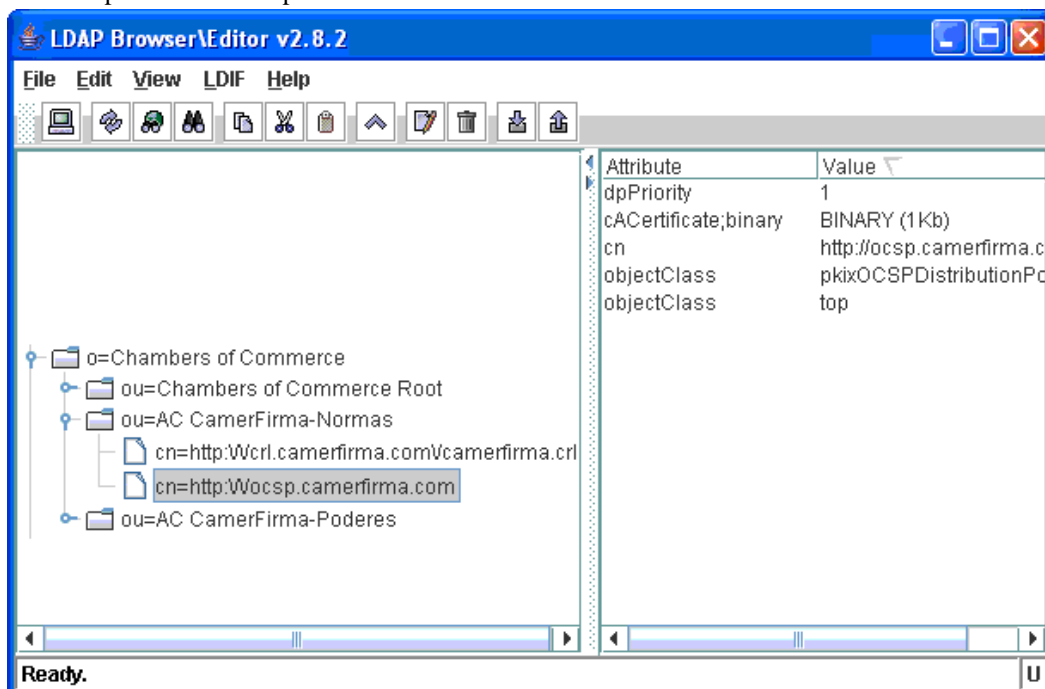 LDAP Browser\Editor v2.8.2
File Edit View LDIF Help
Attribute Value
dpPriority 1
cACertificate;binary BINARY (1Kb)
cn http://ocsp.camerfirma.c
objectClass pkixOCSPDistributionPo
objectClass top
o=Chambers of Commerce
ou=Chambers of Commerce Root
ou=AC CamerFirma-Normas
cn=http:\/\/crl.camerfirma.com\/camerfirma.crl
cn=http:\/\/ocsp.camerfirma.com
ou=AC CamerFirma-Poderes
Ready. U